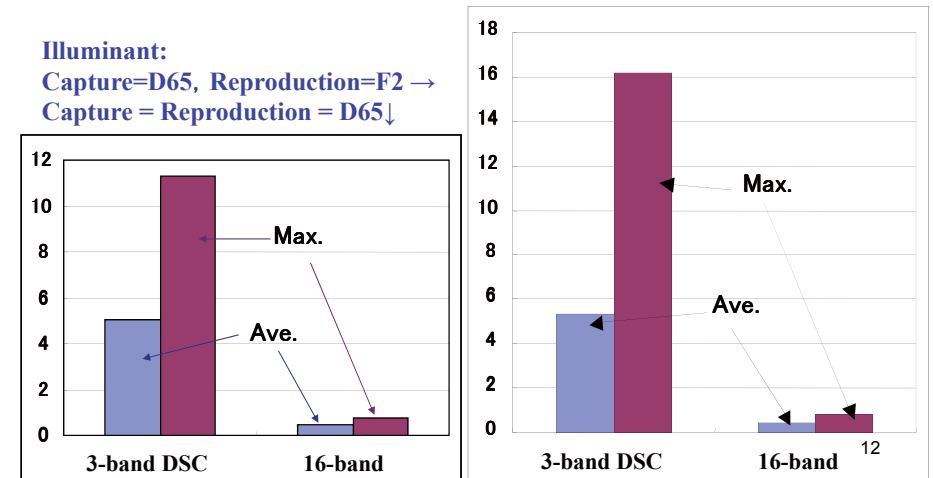 Illuminant:
Capture=D65, Reproduction=F2 →
Capture = Reproduction = D65↓
12
10
8
6
4
2
0
Max.
Ave.
3-band DSC 16-band
18
16
14
12
10
8
6
4
2
0
Max.
Ave.
3-band DSC 16-band
12